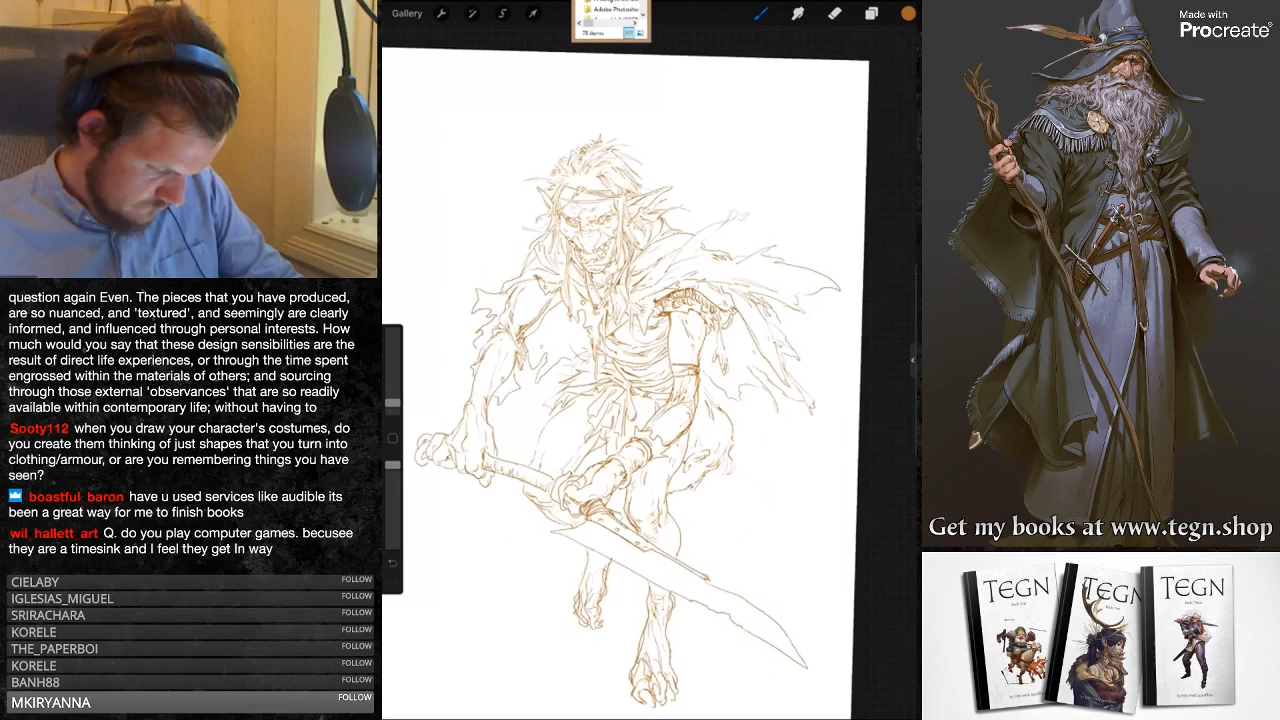 Gallery
Adobe Photosho
78 items
Made with
Procreate®
question again Even. The pieces that you have produced,
are so nuanced, and 'textured', and seemingly are clearly
informed, and influenced through personal interests. How
much would you say that these design sensibilities are the
result of direct life experiences, or through the time spent
engrossed within the materials of others; and sourcing
through those external 'observances' that are so readily
available within contemporary life; without having to
Sooty112 when you draw your character's costumes, do
you create them thinking of just shapes that you turn into
clothing/armour, or are you remembering things you have
seen?
boastful_baron have u used services like audible its
been a great way for me to finish books
wil_hallett_art Q. do you play computer games. becusee
they are a timesink and I feel they get In way
CIELABY FOLLOW
IGLESIAS_MIGUEL FOLLOW
SRIRACHARA FOLLOW
KORELE FOLLOW
THE_PAPERBOI FOLLOW
KORELE FOLLOW
BANH88 FOLLOW
MKIRYANNA FOLLOW
Get my books at www.tegn.shop
TEGN
TEGN
TEGN